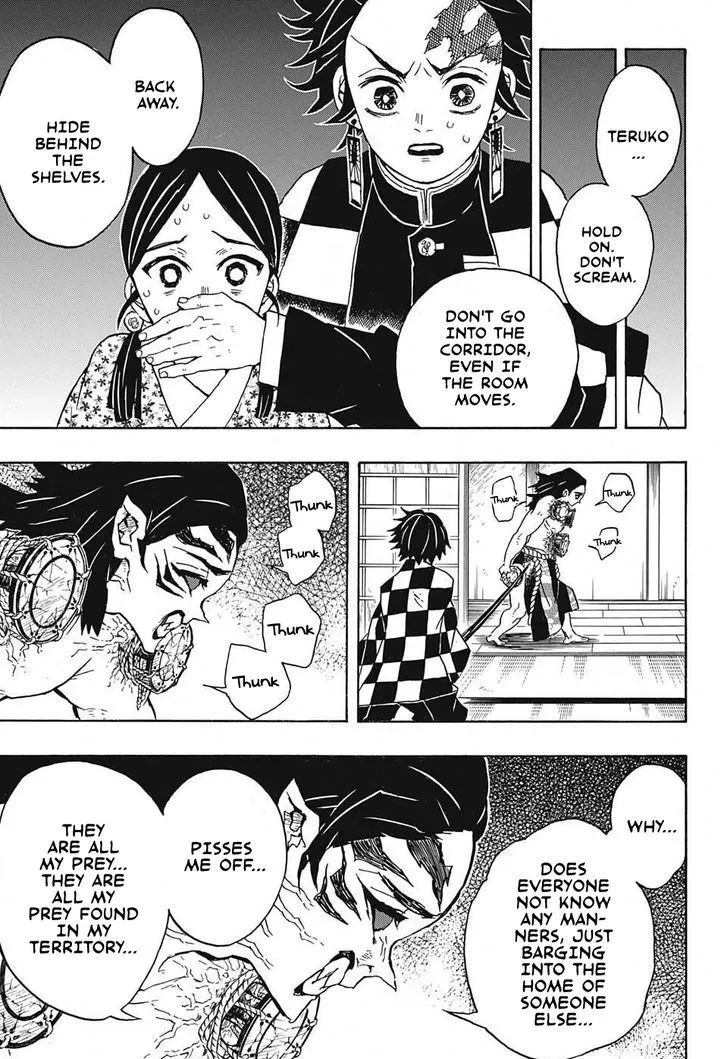 TERUKO
...
HOLD
ON.
DON'T
SCREAM.
BACK
AWAY.
HIDE
BEHIND
THE
SHELVES.
DON'T GO
INTO THE
CORRIDOR,
EVEN IF
THE ROOM
MOVES.
Thunk
Thunk
Thunk
Thunk
Thunk
Thunk
Thunk
WHY...
DOES
EVERYONE
NOT KNOW
ANY MAN-
NERS, JUST
BARGING
INTO THE
HOME OF
SOMEONE
ELSE...
PISSES
ME OFF...
THEY
ARE ALL
MY PREY...
THEY ARE
ALL MY
PREY FOUND
IN MY
TERRITORY...